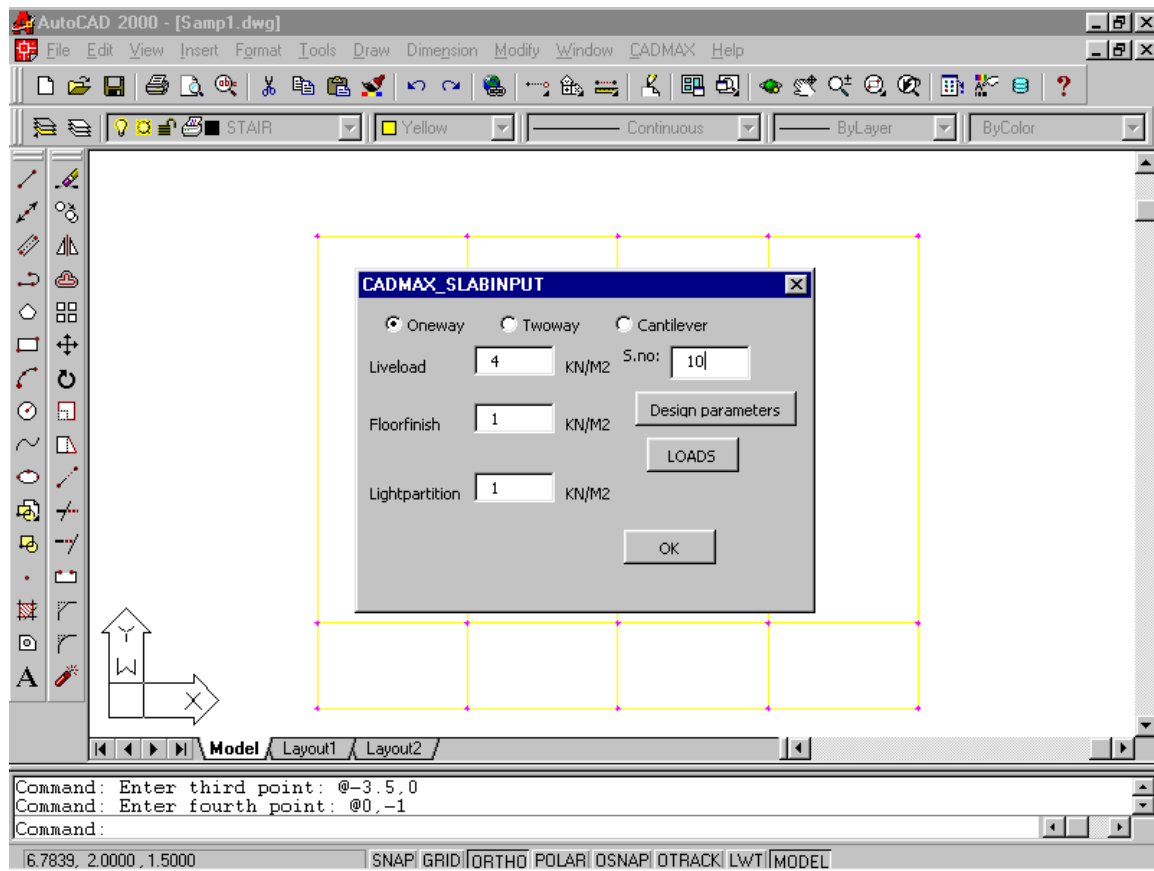 AutoCAD 2000 - [Samp1.dwg]
File Edit View Insert Format Tools Draw Dimension Modify Window CADMAX Help
STAIR Yellow Continuous ByLayer ByColor
CADMAX_SLABINPUT
Oneway Twoway Cantilever
Liveload 4 KN/M2 S.no: 10
Design parameters
Floorfinish 1 KN/M2
LOADS
Lightpartition 1 KN/M2
OK
Y
W
X
A
Model Layout1 Layout2
Command: Enter third point: @-3.5,0
Command: Enter fourth point: @0,-1
Command:
6.7839, 2.0000 , 1.5000 SNAP GRID ORTHO POLAR OSNAP OTRACK LWT MODEL